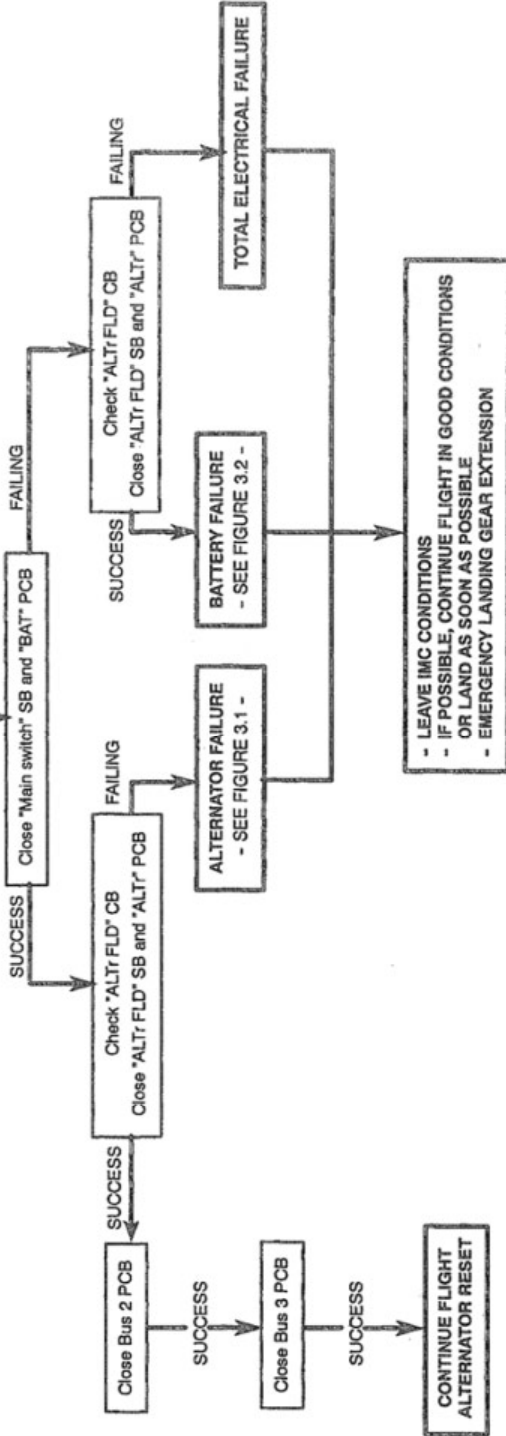 Close "Main switch" SB and "BAT" PCB
SUCCESS
FAILING
Check "ALTr FLD" CB
Close "ALTr FLD" SB and "ALTr" PCB
Check "ALTr FLD" CB
Close "ALTr FLD" SB and "ALTr" PCB
SUCCESS
FAILING
SUCCESS
FAILING
Close Bus 2 PCB
ALTERNATOR FAILURE
- SEE FIGURE 3.1 -
BATTERY FAILURE
- SEE FIGURE 3.2 -
TOTAL ELECTRICAL FAILURE
SUCCESS
Close Bus 3 PCB
SUCCESS
CONTINUE FLIGHT
ALTERNATOR RESET
- LEAVE IMC CONDITIONS
- IF POSSIBLE, CONTINUE FLIGHT IN GOOD CONDITIONS
OR LAND AS SOON AS POSSIBLE
- EMERGENCY LANDING GEAR EXTENSION